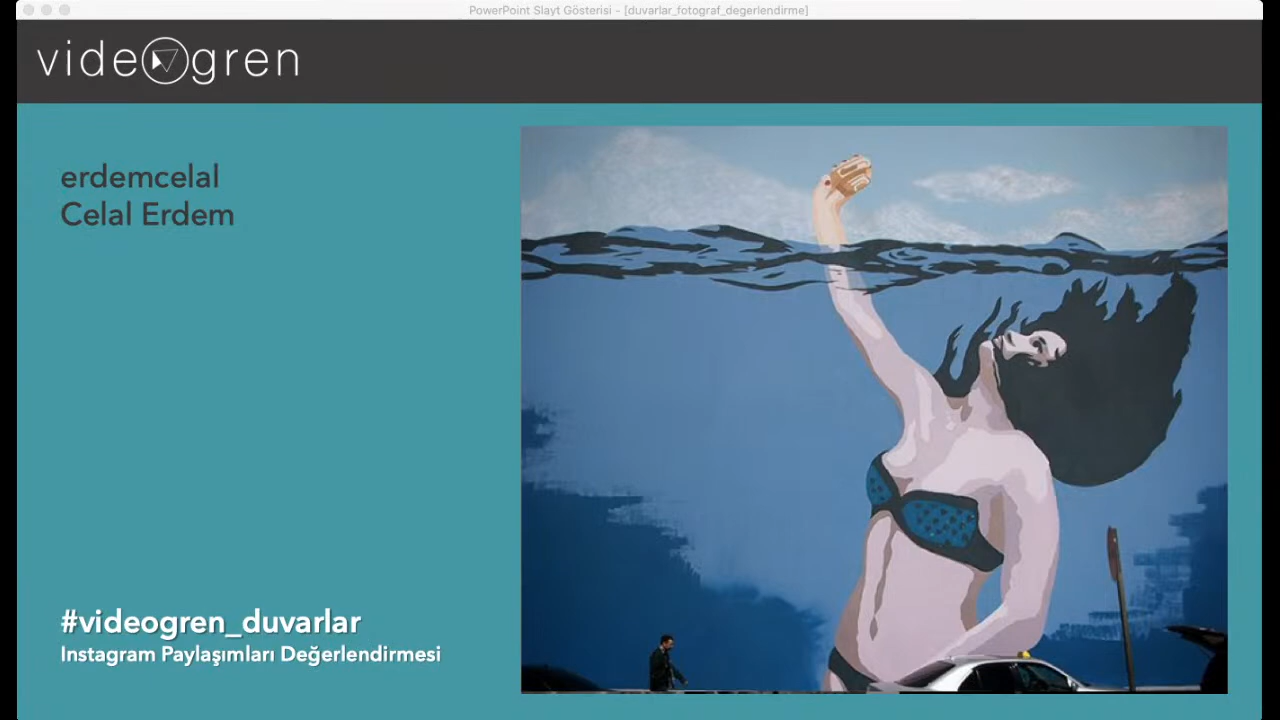 PowerPoint Slayt Gösterisi - [duvarlar_fotograf_degerlendirme]
videogren
erdemcelal
Celal Erdem
#videogren_duvarlar
Instagram Paylaşımları Değerlendirmesi